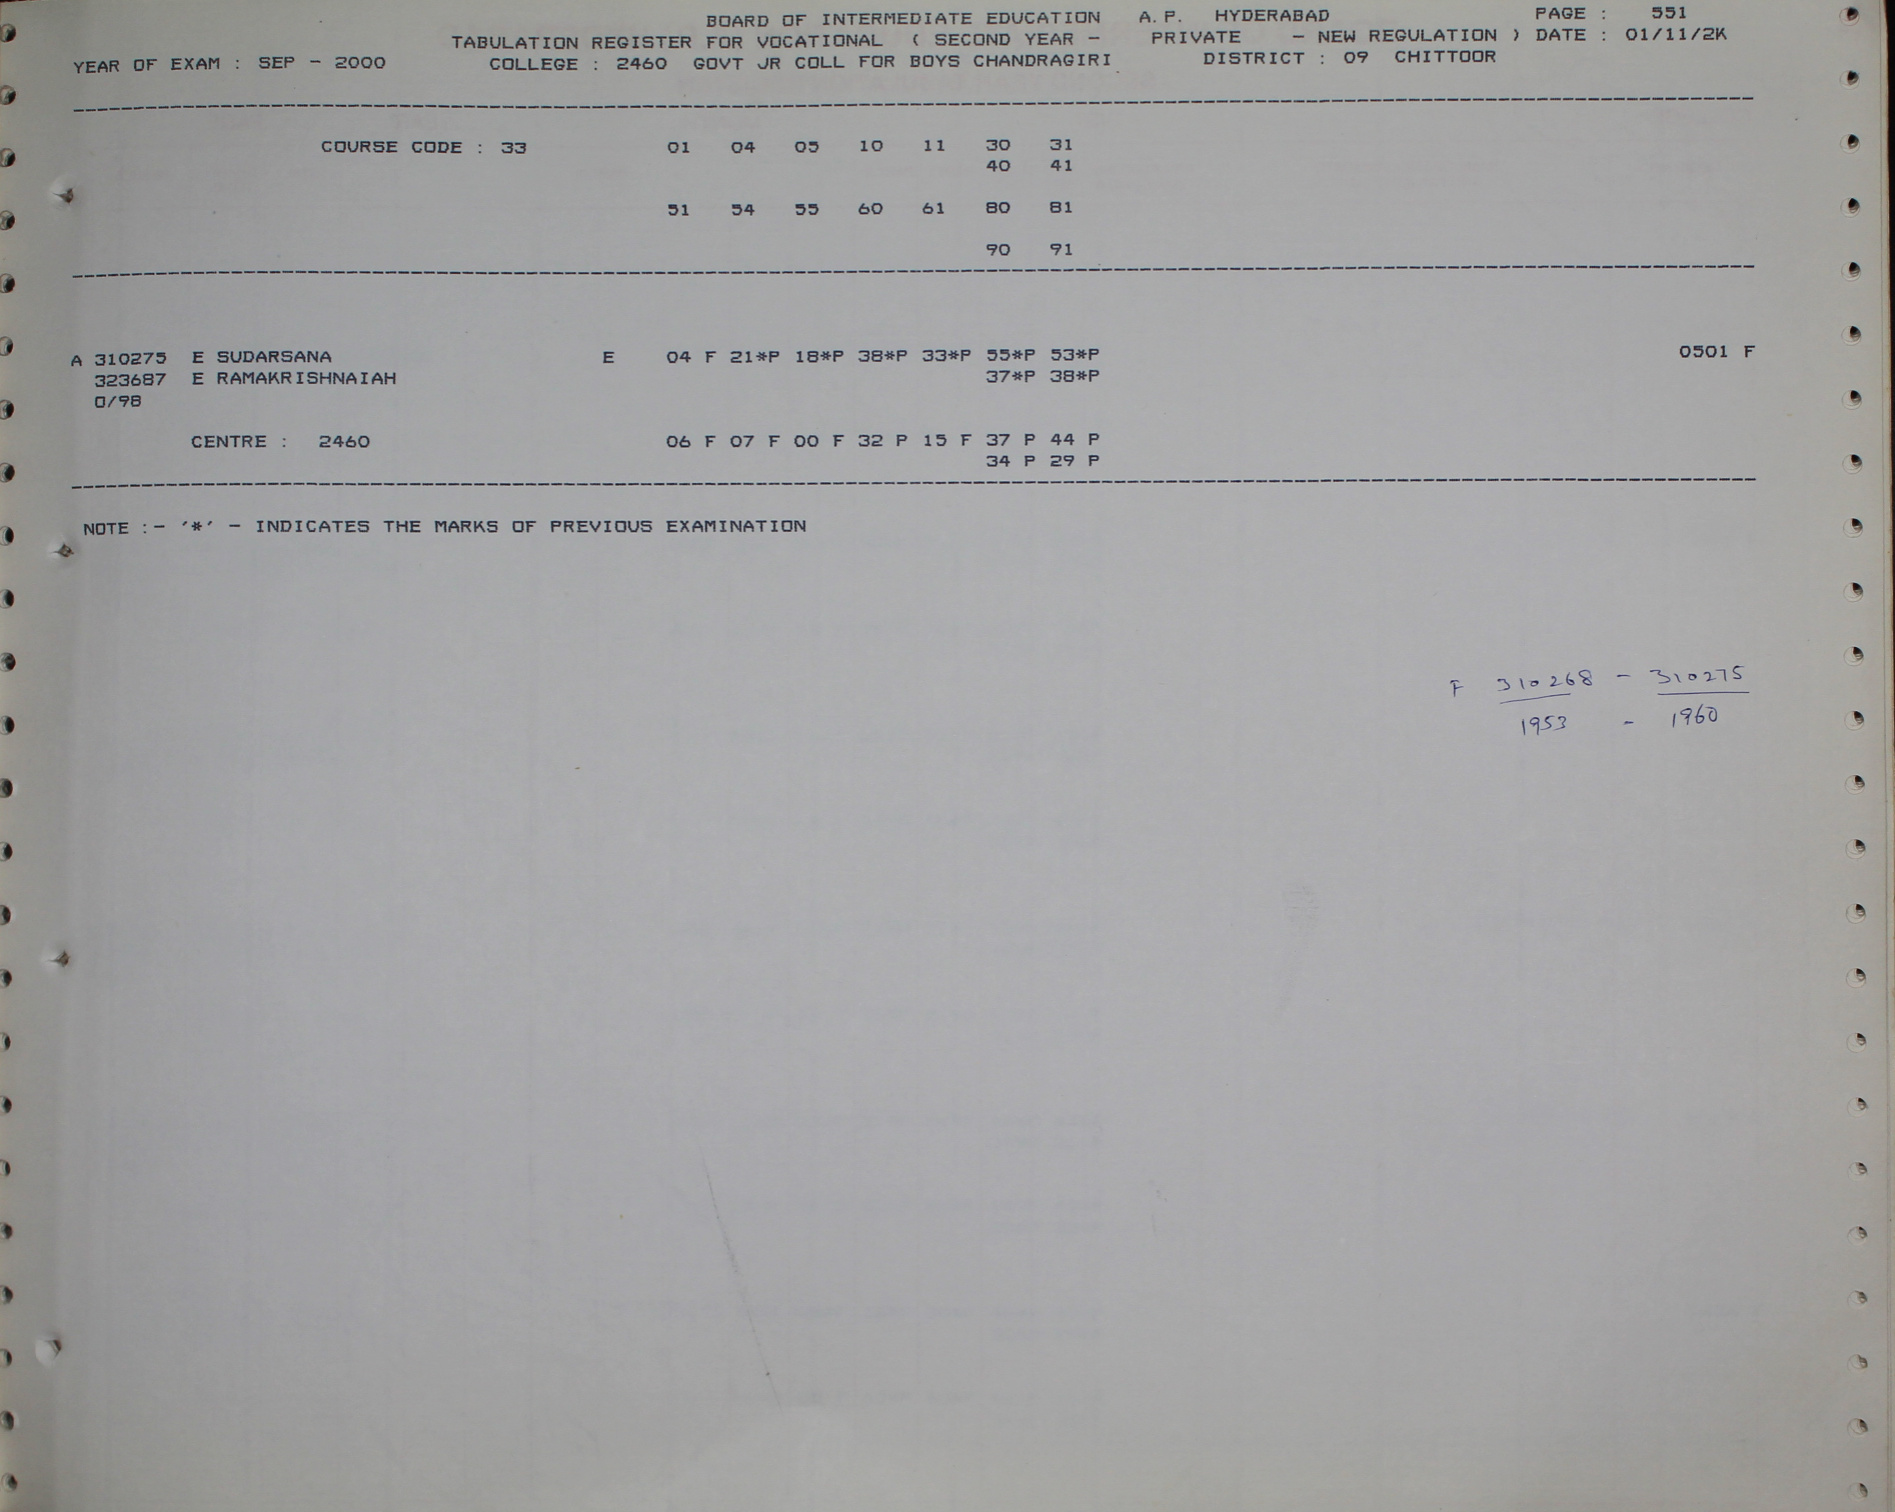 BOARD OF INTERMEDIATE EDUCATION A.P. HYDERABAD PAGE : 551
TABULATION REGISTER FOR VOCATIONAL ( SECOND YEAR - PRIVATE - NEW REGULATION ) DATE : 01/11/2K
YEAR OF EXAM : SEP - 2000 COLLEGE : 2460 GOVT JR COLL FOR BOYS CHANDRAGIRI DISTRICT : 09 CHITTOOR
COURSE CODE : 33 01 04 05 10 11 30 31
40 41
51 54 55 60 61 80 81
90 91
A 310275 E SUDARSANA E 04 F 21*P 18*P 38*P 33*P 55*P 53*P 0501 F
323687 E RAMAKRISHNAIAH 37*P 38*P
0/98
CENTRE : 2460 06 F 07 F 00 F 32 P 15 F 37 P 44 P
34 P 29 P
NOTE :- '*' - INDICATES THE MARKS OF PREVIOUS EXAMINATION
F 310268 - 310275
1953 - 1960